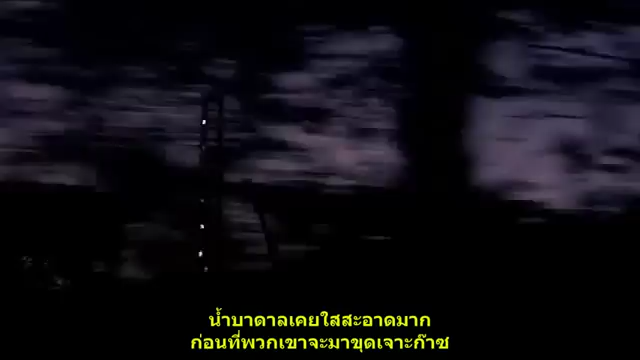 น้ำบาดาลเคยใสสะอาดมาก
ก่อนที่พวกเขาจะมาขุดเจาะก๊าซ